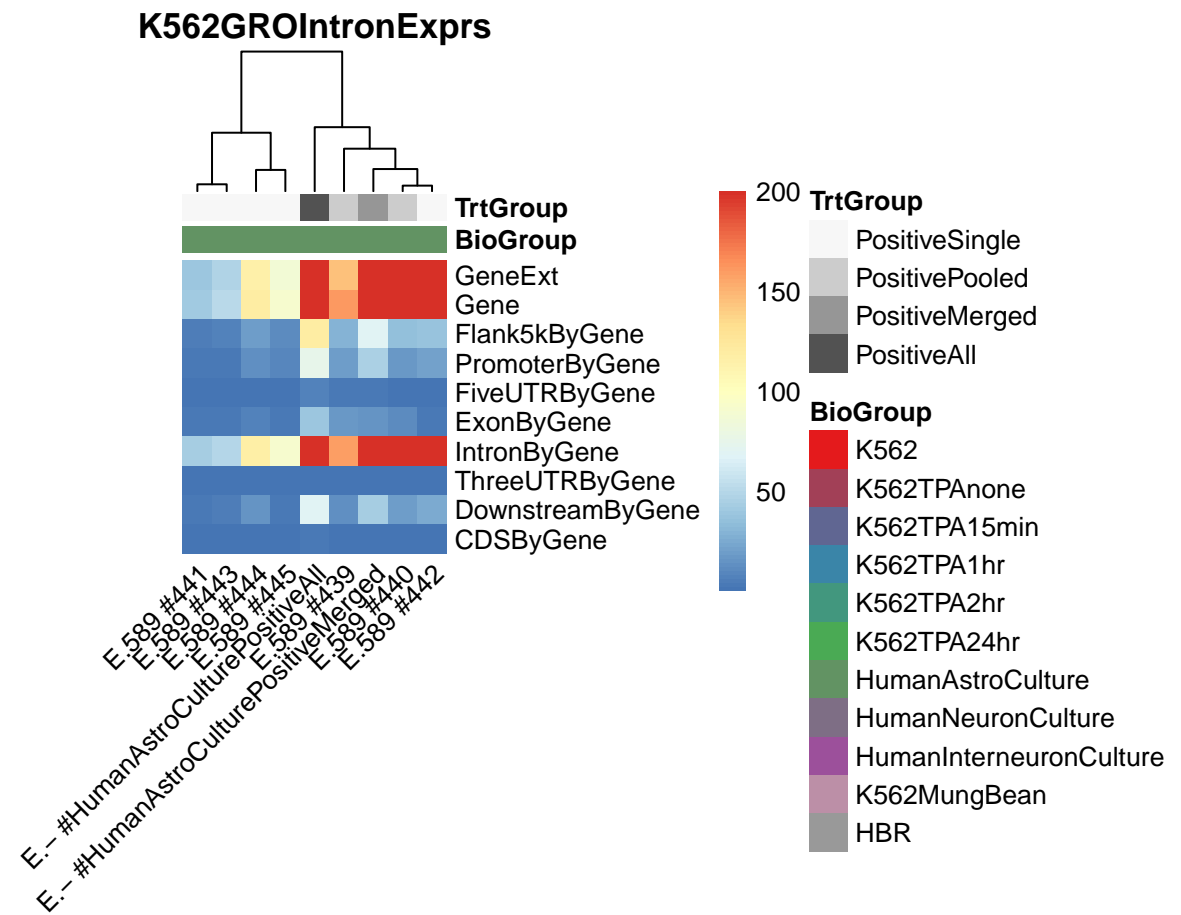 K562GROIntronExprs
TrtGroup
BioGroup
GeneExt
Gene
Flank5kByGene
PromoterByGene
FiveUTRByGene
ExonByGene
IntronByGene
ThreeUTRByGene
DownstreamByGene
CDSByGene
E.589 #441
E.589 #443
E.589 #444
E.589 #445
E.– #HumanAstroCulturePositiveAll
E.589 #439
E.– #HumanAstroCulturePositiveMerged
E.589 #440
E.589 #442
200
150
100
50
TrtGroup
PositiveSingle
PositivePooled
PositiveMerged
PositiveAll
BioGroup
K562
K562TPAnone
K562TPA15min
K562TPA1hr
K562TPA2hr
K562TPA24hr
HumanAstroCulture
HumanNeuronCulture
HumanInterneuronCulture
K562MungBean
HBR